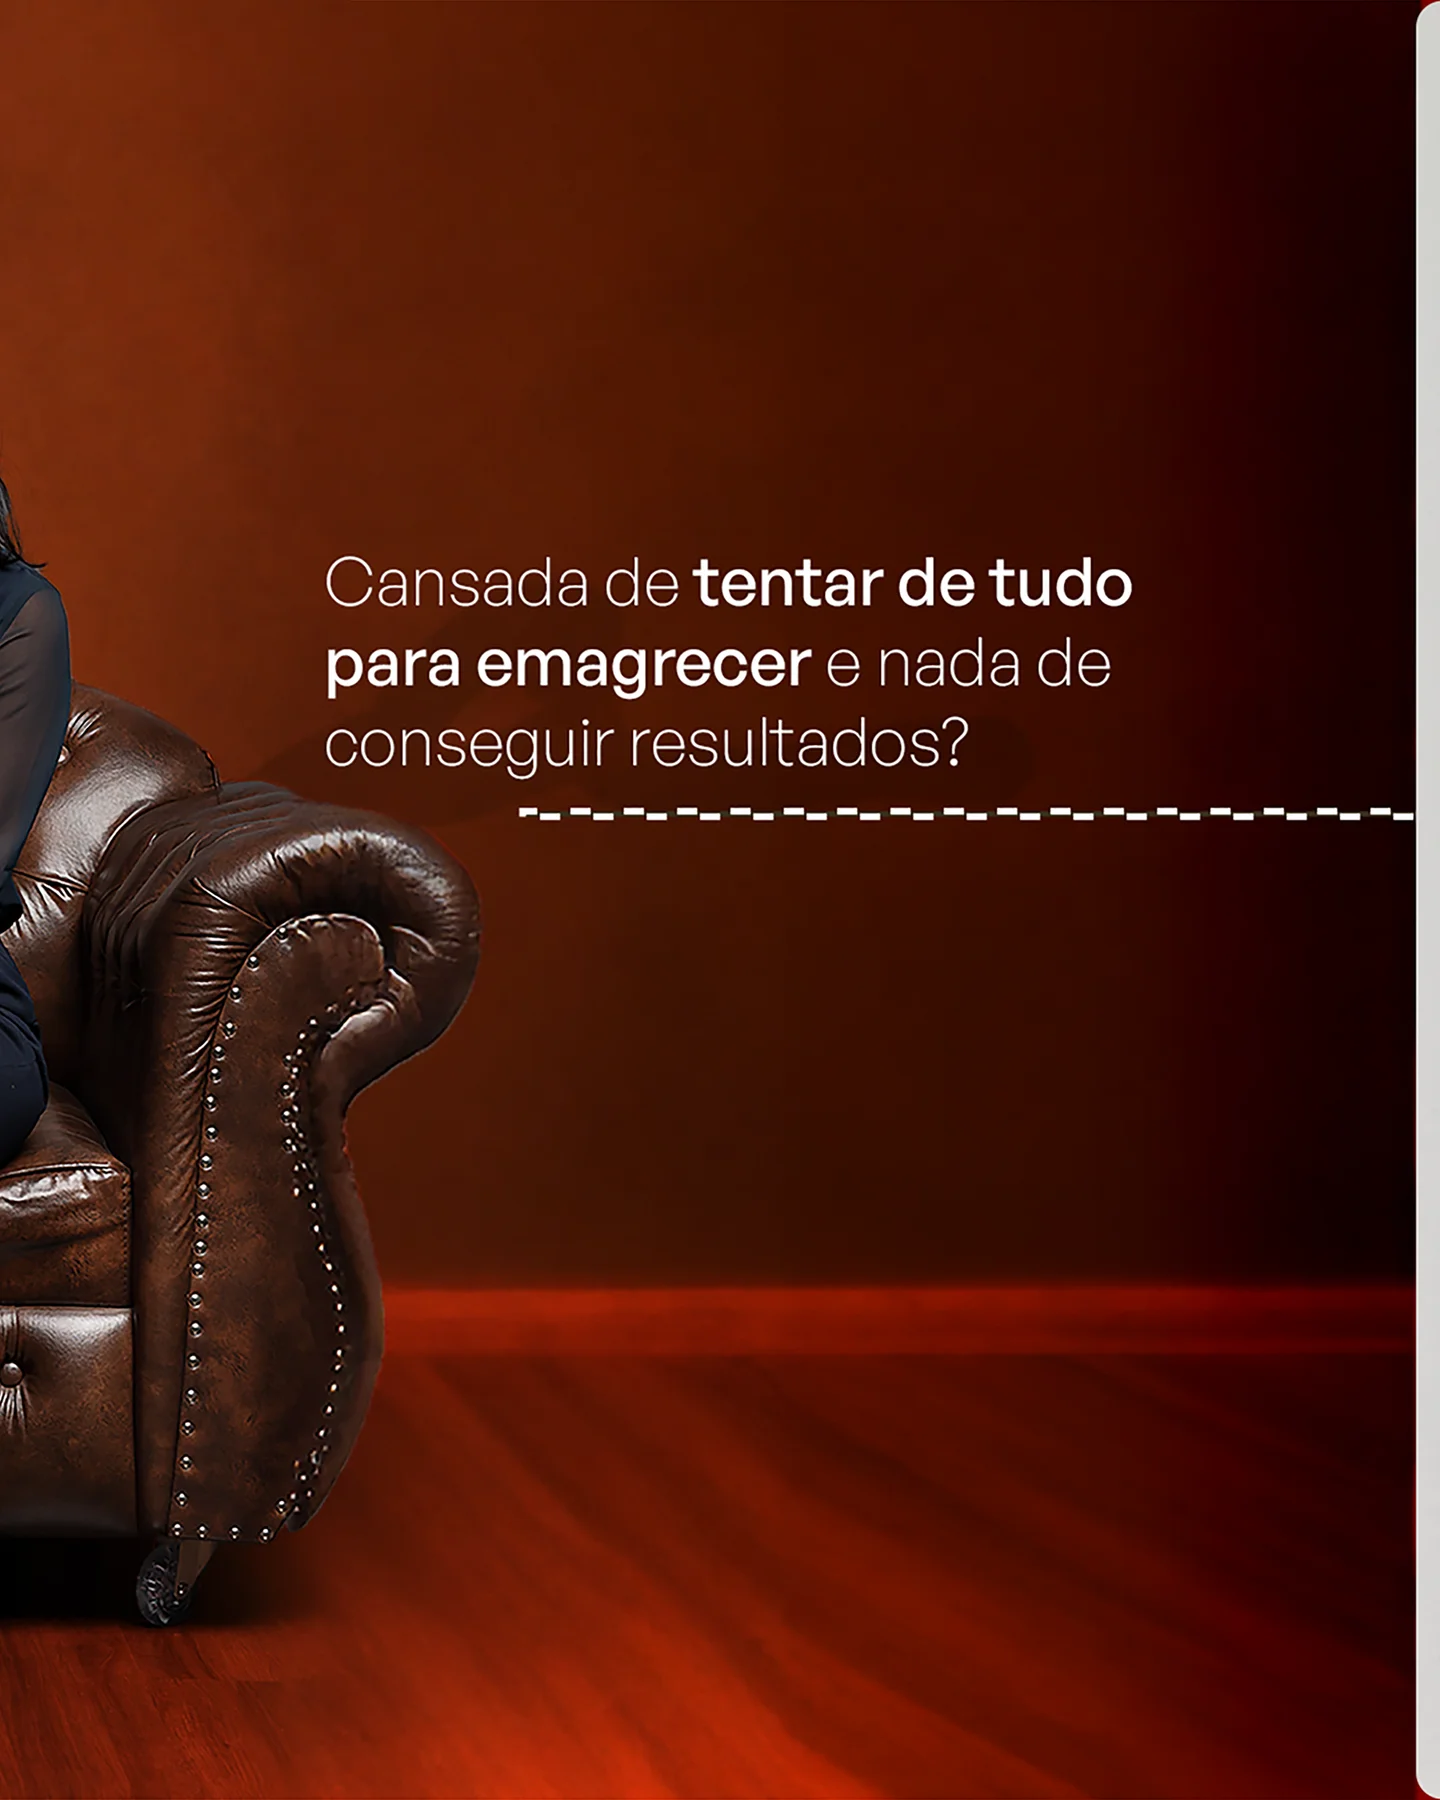 Cansada de tentar de tudo
para emagrecer e nada de
conseguir resultados?